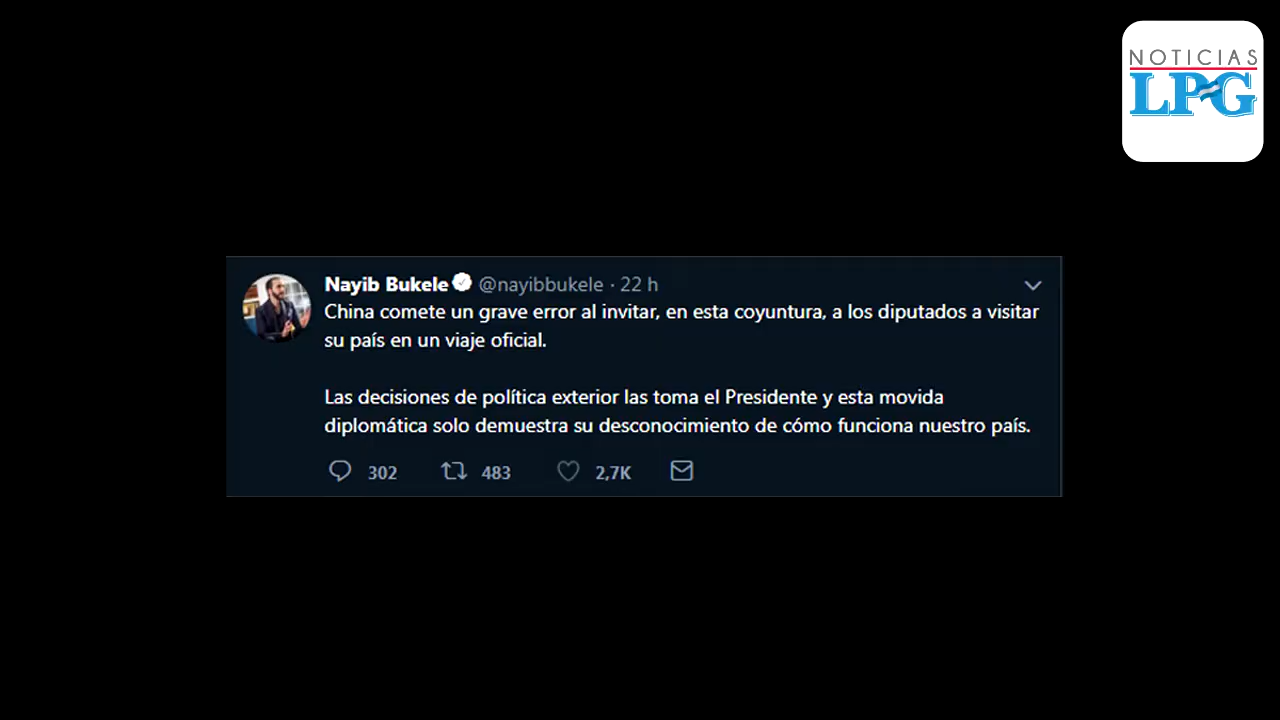 NOTICIAS
LPG
Nayib Bukele @nayibbukele · 22 h
China comete un grave error al invitar, en esta coyuntura, a los diputados a visitar
su país en un viaje oficial.
Las decisiones de política exterior las toma el Presidente y esta movida
diplomática solo demuestra su desconocimiento de cómo funciona nuestro país.
302 483 2,7K